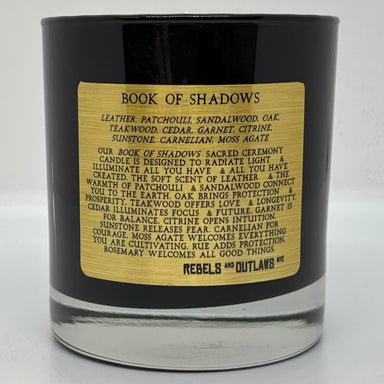 BOOK OF SHADOWS
LEATHER, PATCHOULI, SANDALWOOD, OAK,
TEAKWOOD, CEDAR, GARNET, CITRINE,
SUNSTONE, CARNELIAN, MOSS AGATE
OUR BOOK OF SHADOWS SACRED CEREMONY
CANDLE IS DESIGNED TO RADIATE LIGHT &
ILLUMINATE ALL YOU HAVE & ALL YOU HAVE
CREATED. THE SOFT SCENT OF LEATHER & THE
WARMTH OF PATCHOULI & SANDALWOOD CONNECT
YOU TO THE EARTH. OAK BRINGS PROTECTION &
PROSPERITY. TEAKWOOD OFFERS LOVE & LONGEVITY.
CEDAR ILLUMINATES FOCUS & FUTURE. GARNET IS
FOR BALANCE. CITRINE OPENS INTUITION.
SUNSTONE RELEASES FEAR. CARNELIAN FOR
COURAGE. MOSS AGATE WELCOMES EVERYTHING
YOU ARE CULTIVATING. RUE ADDS PROTECTION.
ROSEMARY WELCOMES ALL GOOD THINGS.
REBELS AND OUTLAWS